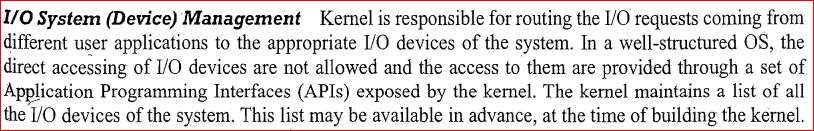 I/O System (Device) Management Kernel is responsible for routing the I/O requests coming from
different user applications to the appropriate I/O devices of the system. In a well-structured OS, the
direct accessing of I/O devices are not allowed and the access to them are provided through a set of
Application Programming Interfaces (APIs) exposed by the kernel. The kernel maintains a list of all
the I/O devices of the system. This list may be available in advance, at the time of building the kernel.